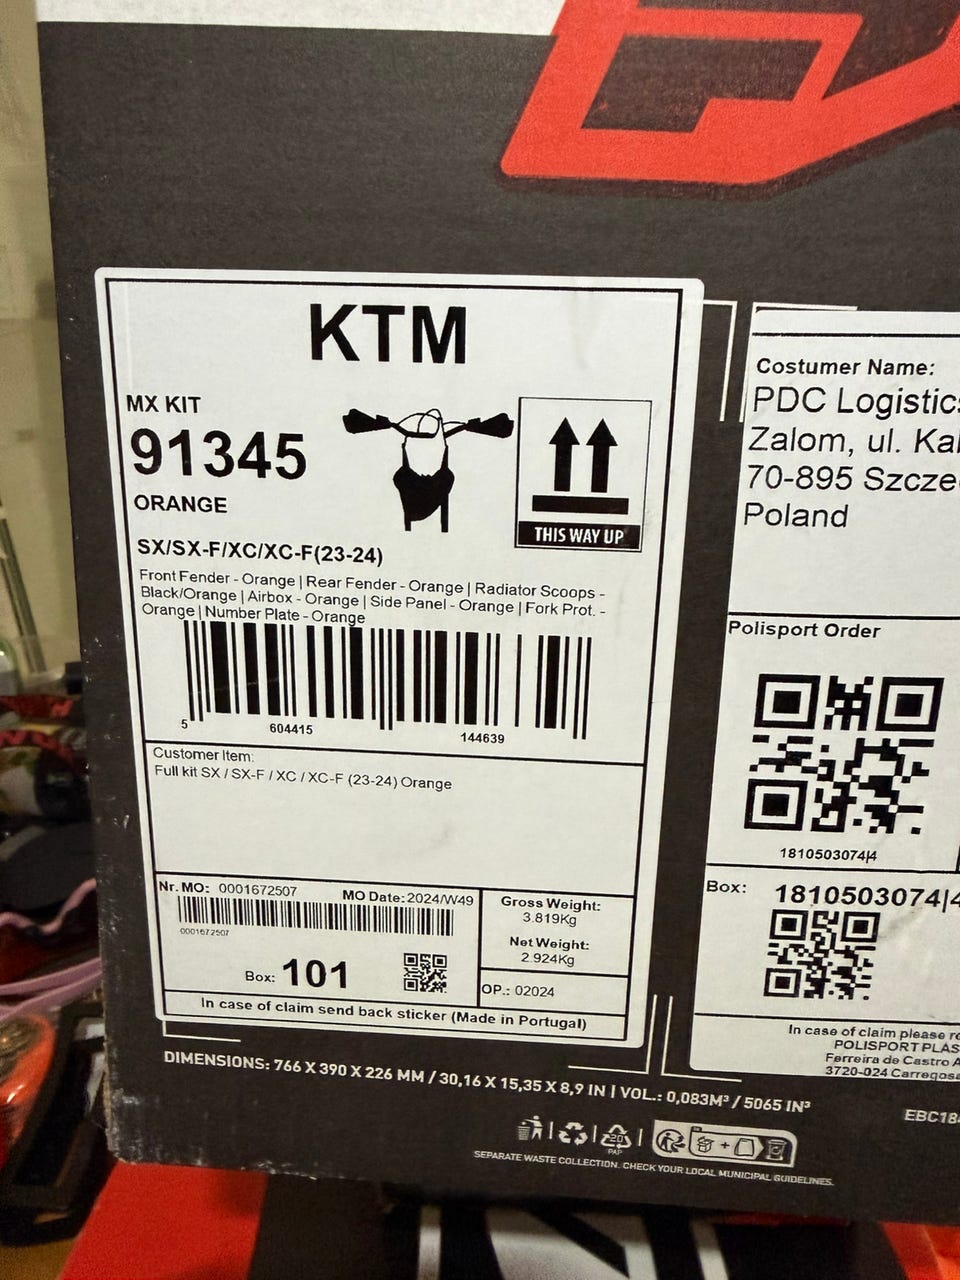 KTM
MX KIT
91345
ORANGE
THIS WAY UP
SX/SX-F/XC/XC-F(23-24)
Front Fender - Orange | Rear Fender - Orange | Radiator Scoops -
Black/Orange | Airbox - Orange | Side Panel - Orange | Fork Prot. -
Orange | Number Plate - Orange
5 604415 144639
Customer Item:
Full kit SX / SX-F / XC / XC-F (23-24) Orange
Nr. MO: 0001672507
MO Date: 2024/W49
0001672507
Box: 101
Gross Weight:
3.819Kg
Net Weight:
2.924Kg
OP.: 02024
In case of claim send back sticker (Made in Portugal)
Costumer Name:
PDC Logistics
Zalom, ul.
70-895
Poland
Polisport Order
1810503074|4
Box: 1810503074|4
In case of claim please
POLISPORT
Ferreira de Castro
3720-024
DIMENSIONS: 766 X 390 X 226 MM / 30,16 X 15,35 X 8,9 IN | VOL.: 0,083M³ / 5065 IN³
20
PAP
SEPARATE WASTE COLLECTION. CHECK YOUR LOCAL MUNICIPAL GUIDELINES.